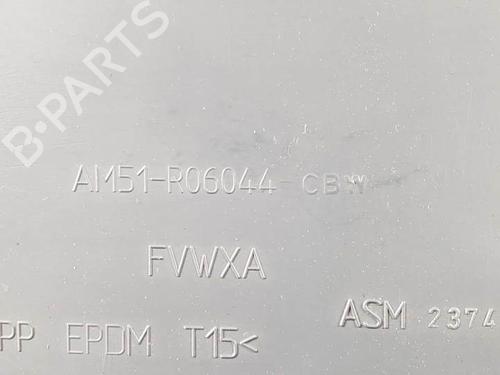 B-PARTS
AM51-R06044-CBW
FVWXA
ASM 2374
PP EPDM T15<